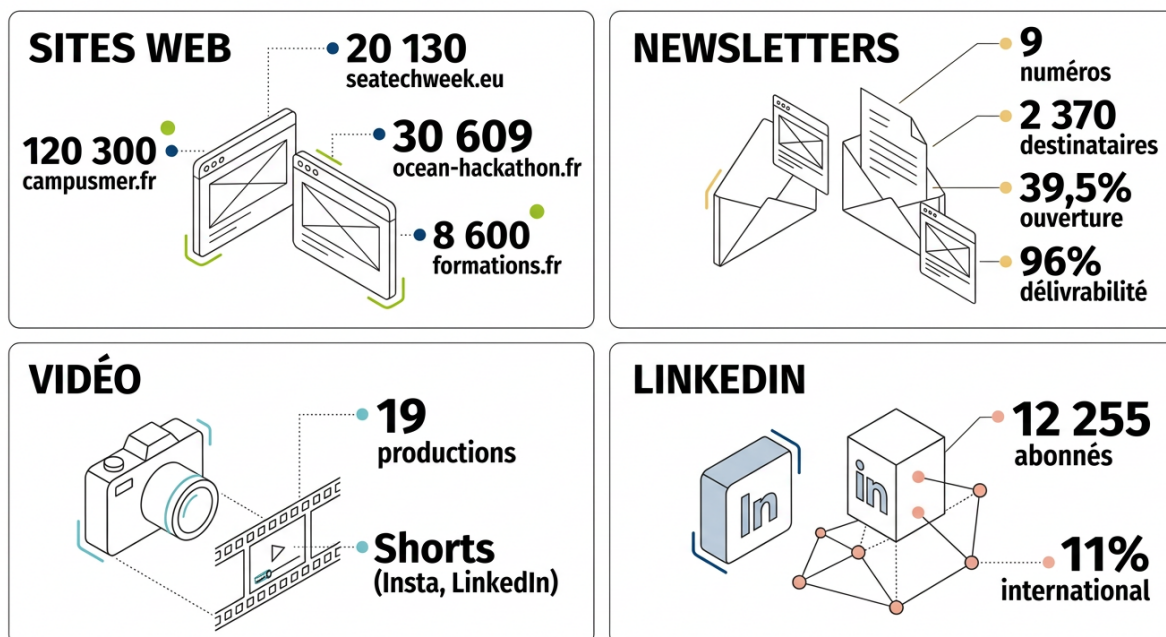 SITES WEB
20 130
seatechweek.eu
120 300
campusmer.fr
30 609
ocean-hackathon.fr
8 600
formations.fr
NEWSLETTERS
9
numéros
2 370
destinataires
39,5%
ouverture
96%
délivrabilité
VIDÉO
19
productions
Shorts
(Insta, LinkedIn)
LINKEDIN
In
in
12 255
abonnés
11%
international